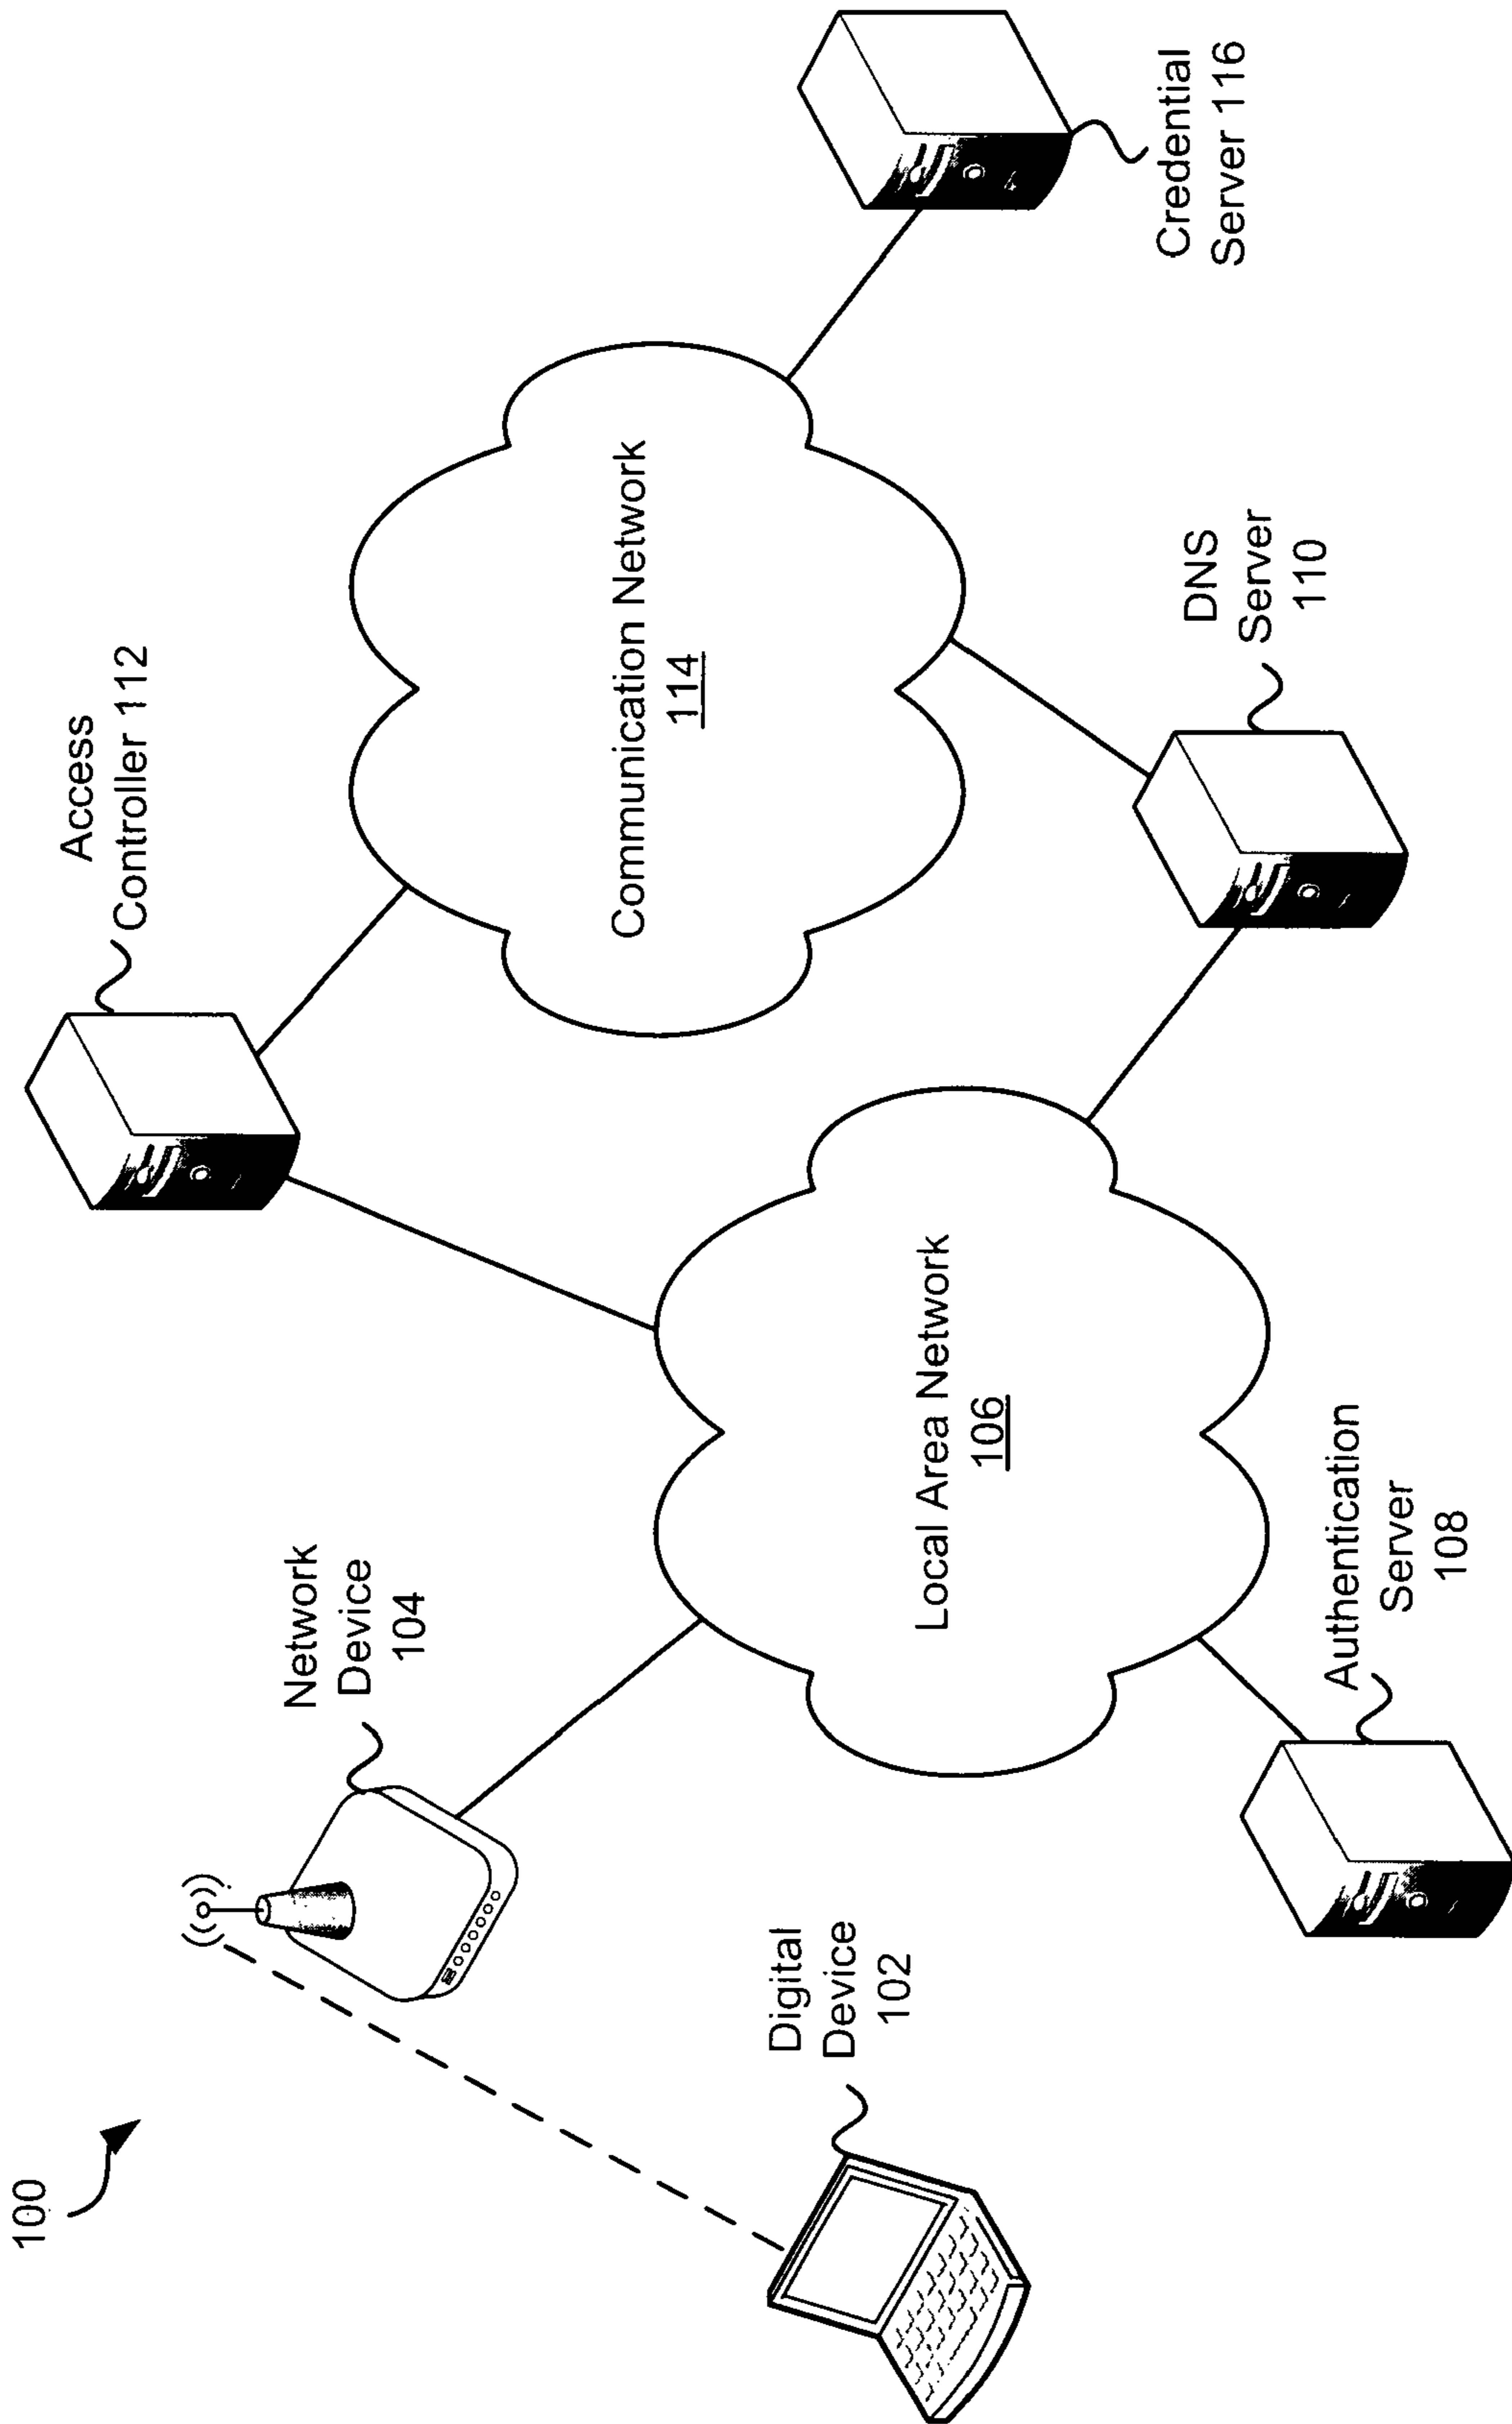 100
Digital
Device
102
Network
Device
104
Access
Controller 112
Local Area Network
106
Communication Network
114
Authentication
Server
108
DNS
Server
110
Credential
Server 116